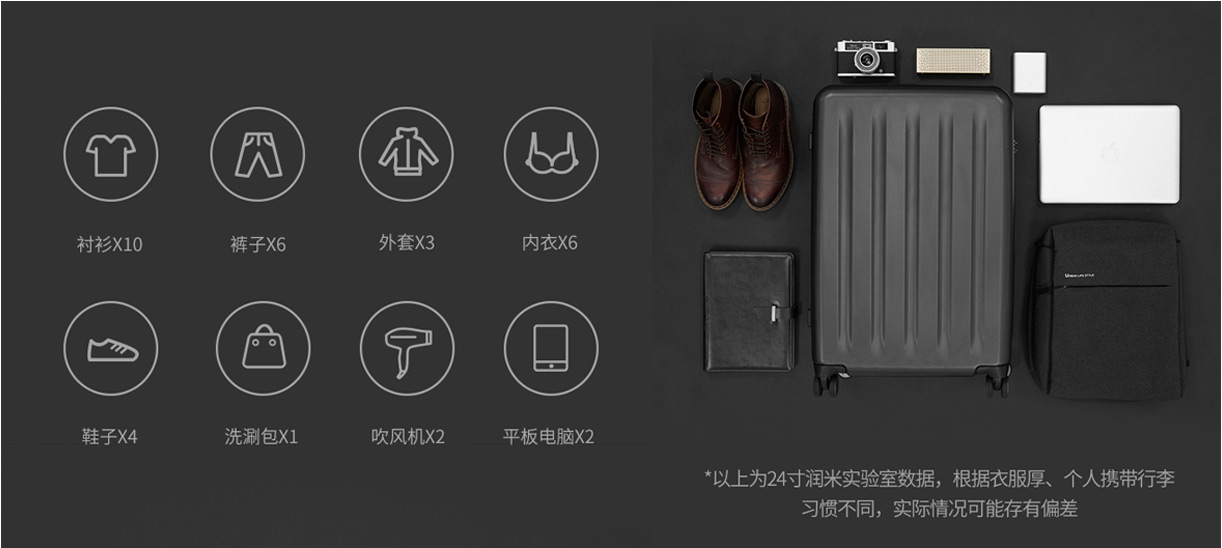 衬衫X10
裤子X6
外套X3
内衣X6
鞋子X4
洗涮包X1
吹风机X2
平板电脑X2
*以上为24寸润米实验室数据，根据衣服厚、个人携带行李
习惯不同，实际情况可能存有偏差